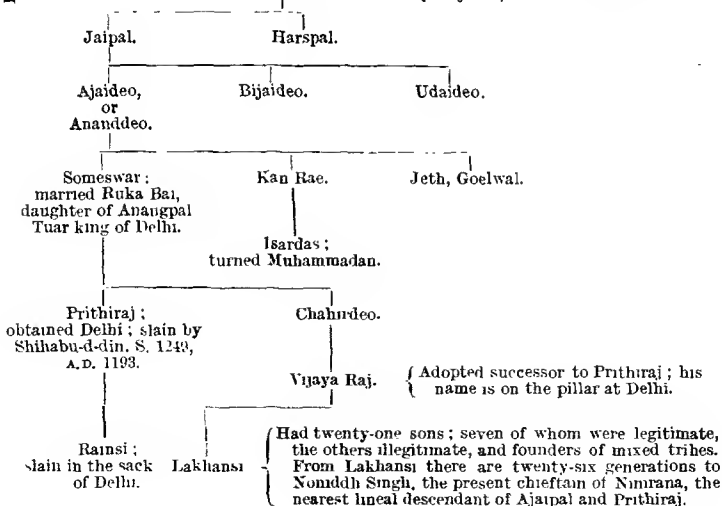 Jaipal. Harspal.
Ajaideo, Bijaideo. Udaideo.
or
Ananddeo.
Someswar; Kan Rae. Jeth, Goelwal.
married Ruka Bai,
daughter of Anangpal
Tuar king of Delhi.
Isardas;
turned Muhammadan.
Prithiraj; Chahirdeo.
obtained Delhi; slain by
Shihabu-d-din. S. 1249,
A.D. 1193.
Vijaya Raj. { Adopted successor to Prithiraj; his
name is on the pillar at Delhi.
Rainsi;
slain in the sack
of Delhi.
Lakhansi { Had twenty-one sons; seven of whom were legitimate,
the others illegitimate, and founders of mixed tribes.
From Lakhansi there are twenty-six generations to
Noniddh Singh, the present chieftain of Nimrana, the
nearest lineal descendant of Ajaipal and Prithiraj.